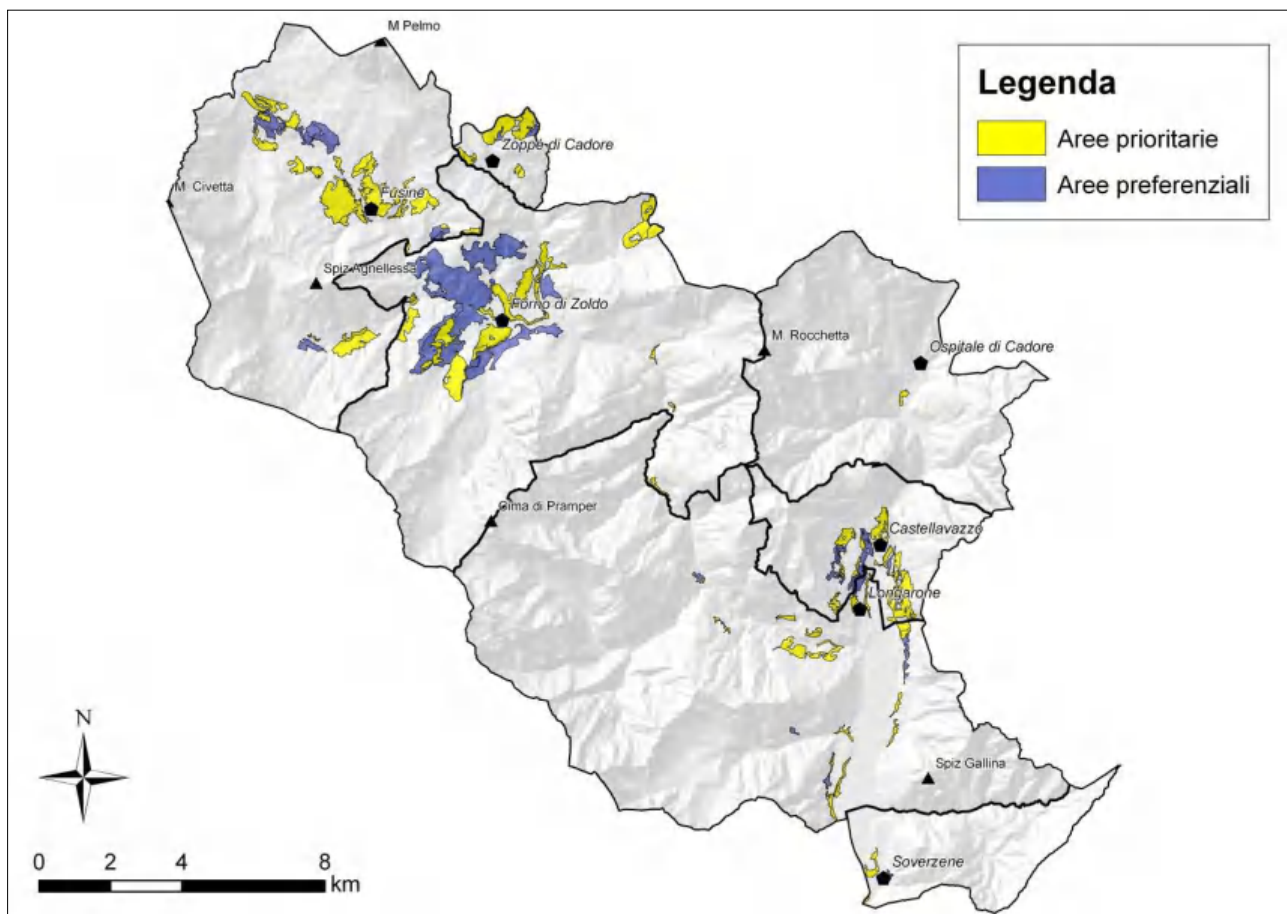 M Pelmo
Legenda
Aree prioritarie
Aree preferenziali
Zoppè di Cadore
M. Civetta
Fusine
Spiz Agnellessa
Forno di Zoldo
M. Rocchetta
Ospitale di Cadore
Cima di Pramper
Castellavazzo
Longarone
N
Spiz Gallina
0 2 4 8
km
Soverzene